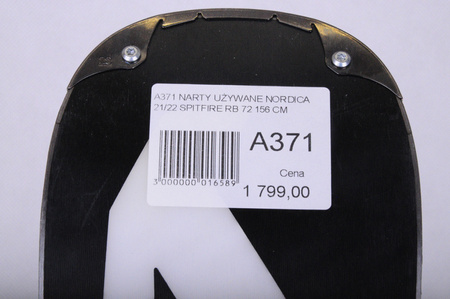 A371 NARTY UŻYWANE NORDICA
21/22 SPITFIRE RB 72 156 CM
A371
3 000000 016589
Cena
1 799,00